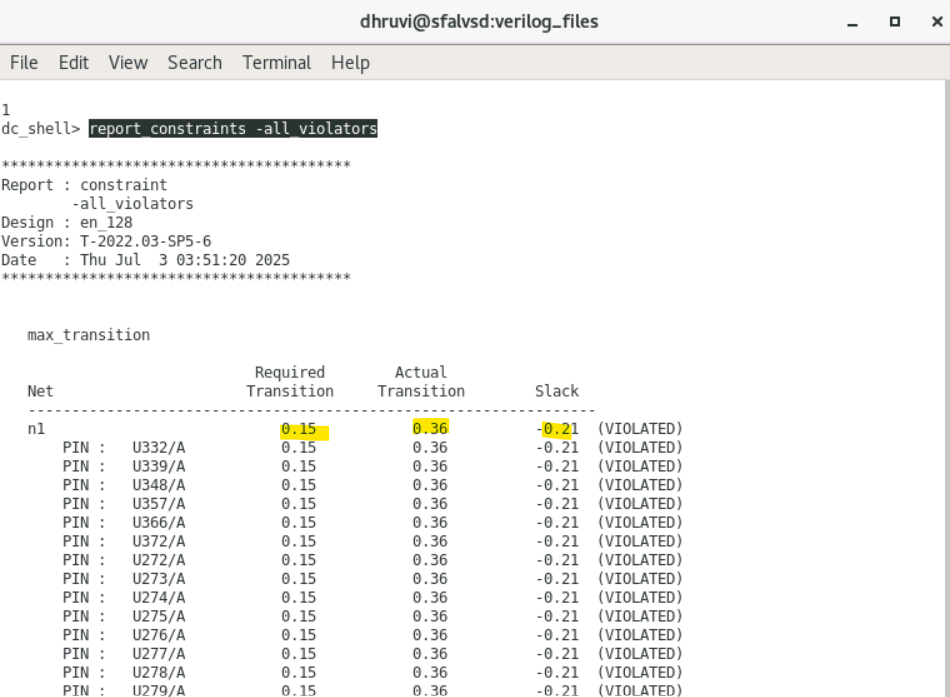 dhruvi@sfalvsd:verilog_files
File Edit View Search Terminal Help
1
dc_shell> report_constraints -all_violators
****************************************
Report : constraint
        -all_violators
Design : en_128
Version: T-2022.03-SP5-6
Date   : Thu Jul  3 03:51:20 2025
****************************************
max_transition
Required Actual
Net Transition Transition Slack
-----------------------------------------------------------------
n1 0.15 0.36 -0.21 (VIOLATED)
PIN : U332/A 0.15 0.36 -0.21 (VIOLATED)
PIN : U339/A 0.15 0.36 -0.21 (VIOLATED)
PIN : U348/A 0.15 0.36 -0.21 (VIOLATED)
PIN : U357/A 0.15 0.36 -0.21 (VIOLATED)
PIN : U366/A 0.15 0.36 -0.21 (VIOLATED)
PIN : U372/A 0.15 0.36 -0.21 (VIOLATED)
PIN : U272/A 0.15 0.36 -0.21 (VIOLATED)
PIN : U273/A 0.15 0.36 -0.21 (VIOLATED)
PIN : U274/A 0.15 0.36 -0.21 (VIOLATED)
PIN : U275/A 0.15 0.36 -0.21 (VIOLATED)
PIN : U276/A 0.15 0.36 -0.21 (VIOLATED)
PIN : U277/A 0.15 0.36 -0.21 (VIOLATED)
PIN : U278/A 0.15 0.36 -0.21 (VIOLATED)
PIN : U279/A 0.15 0.36 -0.21 (VIOLATED)